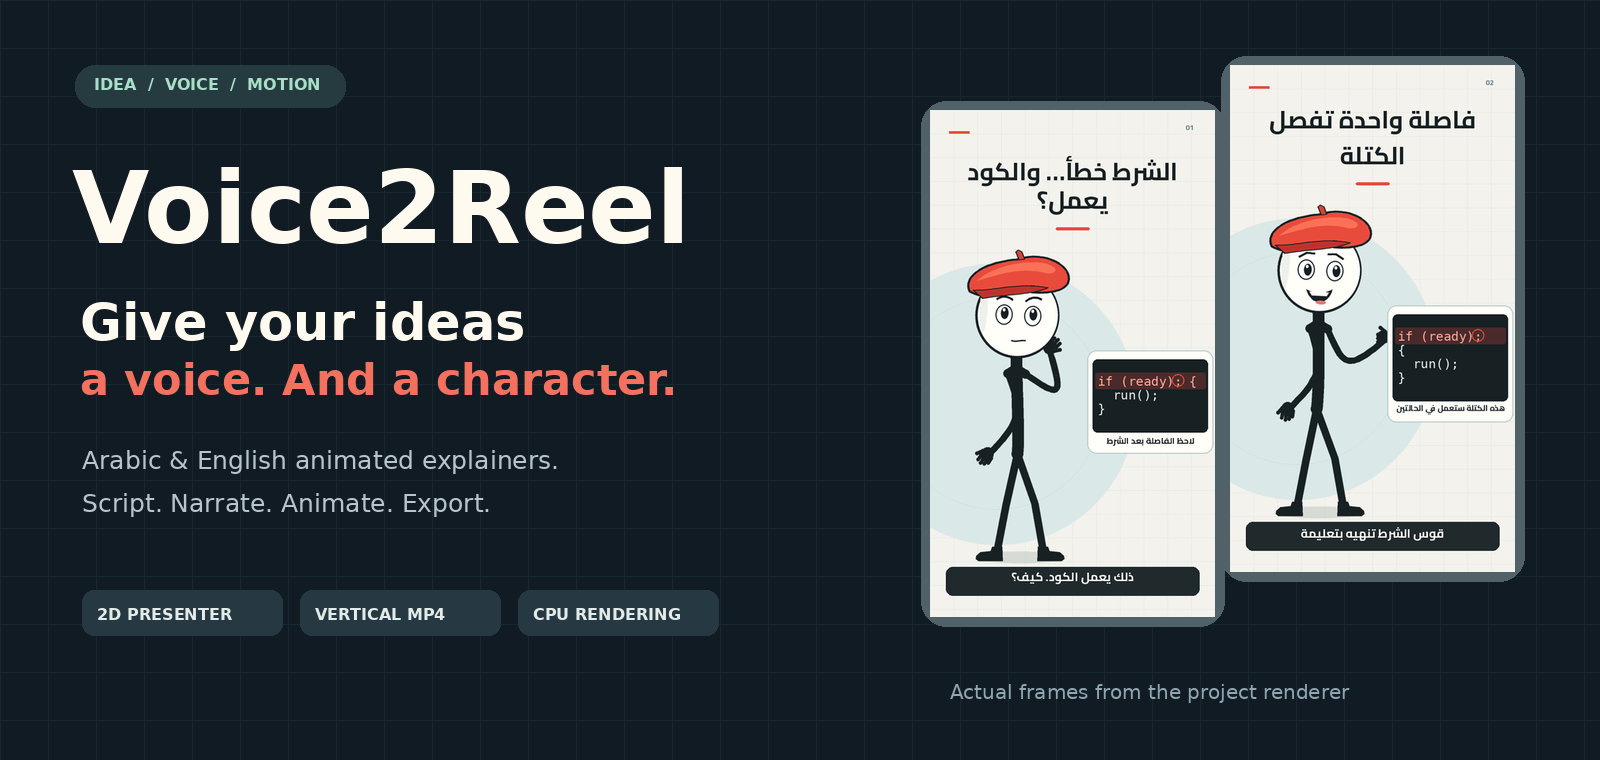 IDEA / VOICE / MOTION
Voice2Reel
Give your ideas
a voice. And a character.
Arabic & English animated explainers.
Script. Narrate. Animate. Export.
2D PRESENTER
VERTICAL MP4
CPU RENDERING
01
الشرط خطأ... والكود
يعمل؟
if (ready); {
run();
}
لاحظ الفاصلة بعد الشرط
ذلك يعمل الكود. كيف؟
02
فاصلة واحدة تفصل
الكتلة
if (ready);
{
run();
}
هذه الكتلة ستعمل في الحالتين
قوس الشرط تنهيه بتعليمة
Actual frames from the project renderer